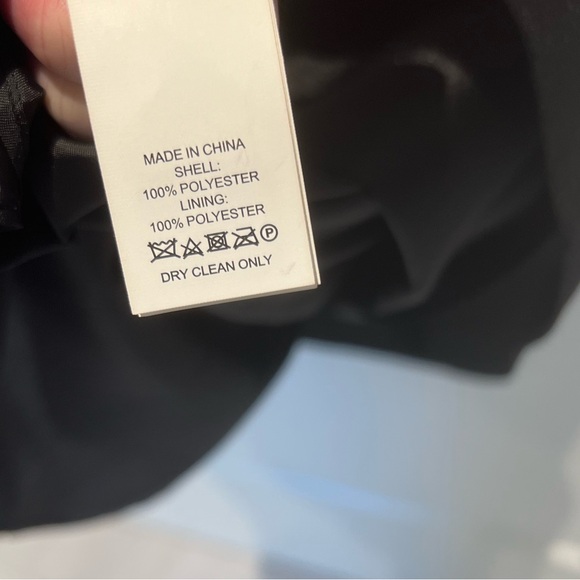 MADE IN CHINA
SHELL:
100% POLYESTER
LINING:
100% POLYESTER
P
DRY CLEAN ONLY